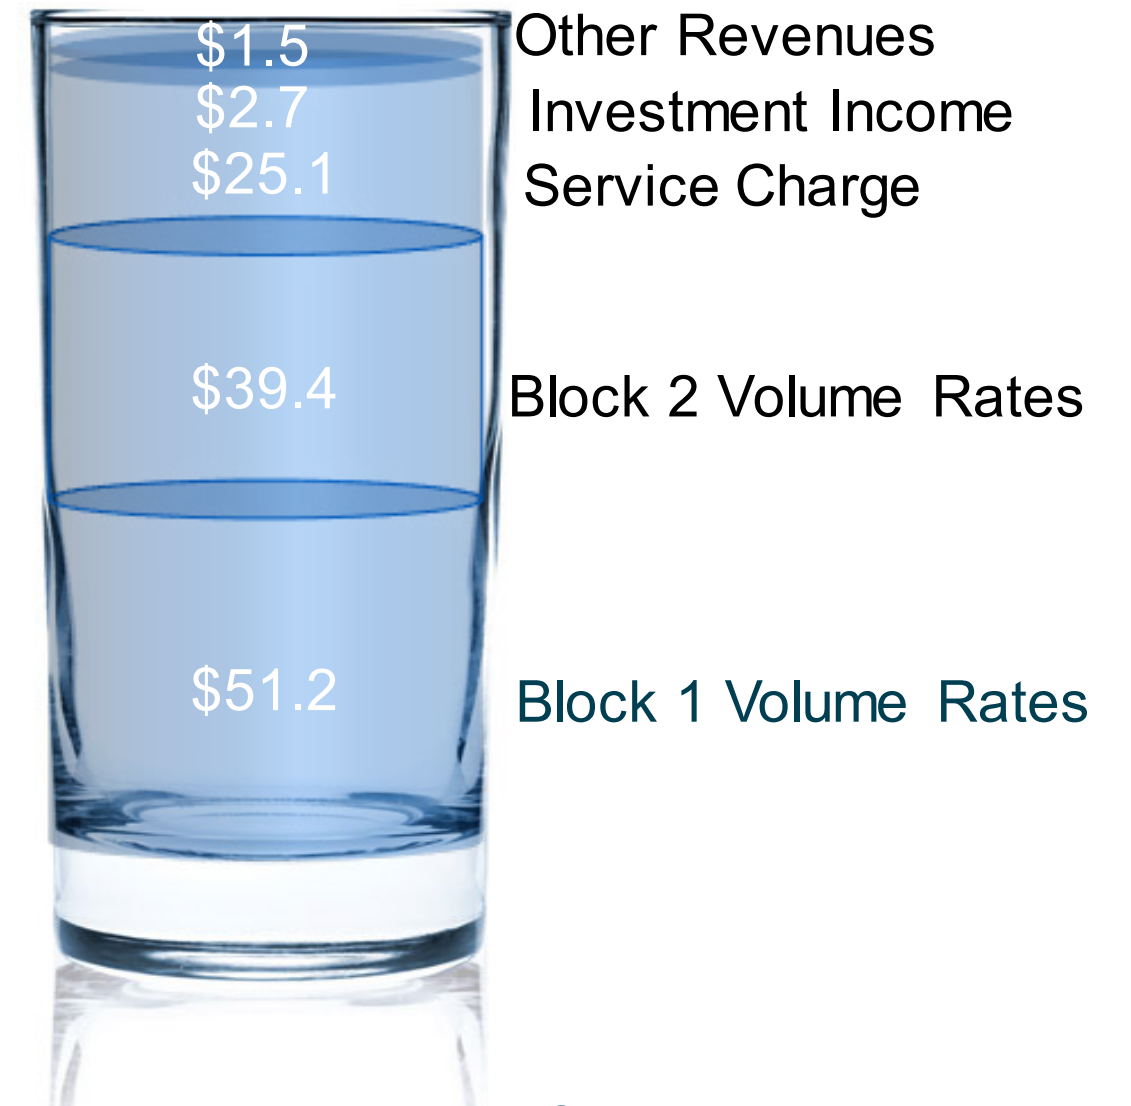 $1.5 Other Revenues
$2.7 Investment Income
$25.1 Service Charge
$39.4 Block 2 Volume Rates
$51.2 Block 1 Volume Rates